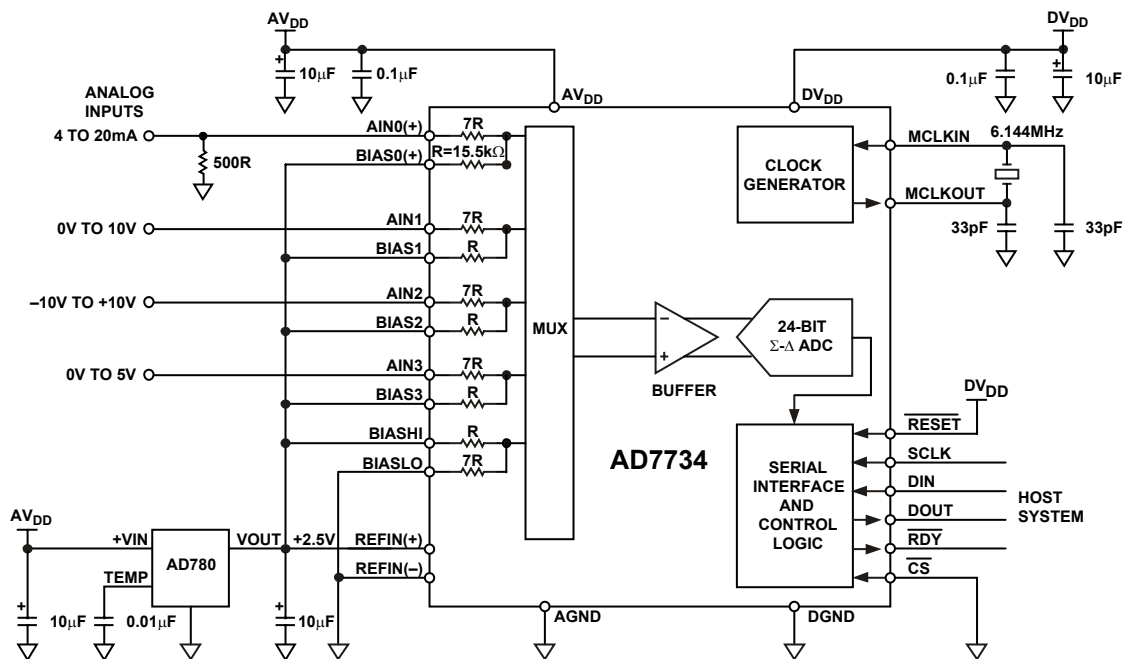 AVDD
10µF
0.1µF
DVDD
0.1µF
10µF
ANALOG
INPUTS
4 TO 20mA
500R
0V TO 10V
–10V TO +10V
0V TO 5V
AVDD
DVDD
AIN0(+)
7R
BIAS0(+)
R=15.5kΩ
AIN1
7R
BIAS1
R
AIN2
7R
BIAS2
R
AIN3
7R
BIAS3
R
BIASHI
R
BIASLO
7R
MUX
–
+
BUFFER
24-BIT
Σ-Δ ADC
CLOCK
GENERATOR
MCLKIN
6.144MHz
MCLKOUT
33pF
33pF
AD7734
SERIAL
INTERFACE
AND
CONTROL
LOGIC
DVDD
RESET
SCLK
DIN
DOUT
RDY
CS
HOST
SYSTEM
AVDD
+VIN
AD780
VOUT
+2.5V
REFIN(+)
TEMP
REFIN(–)
10µF
0.01µF
10µF
AGND
DGND
+
+
+
+